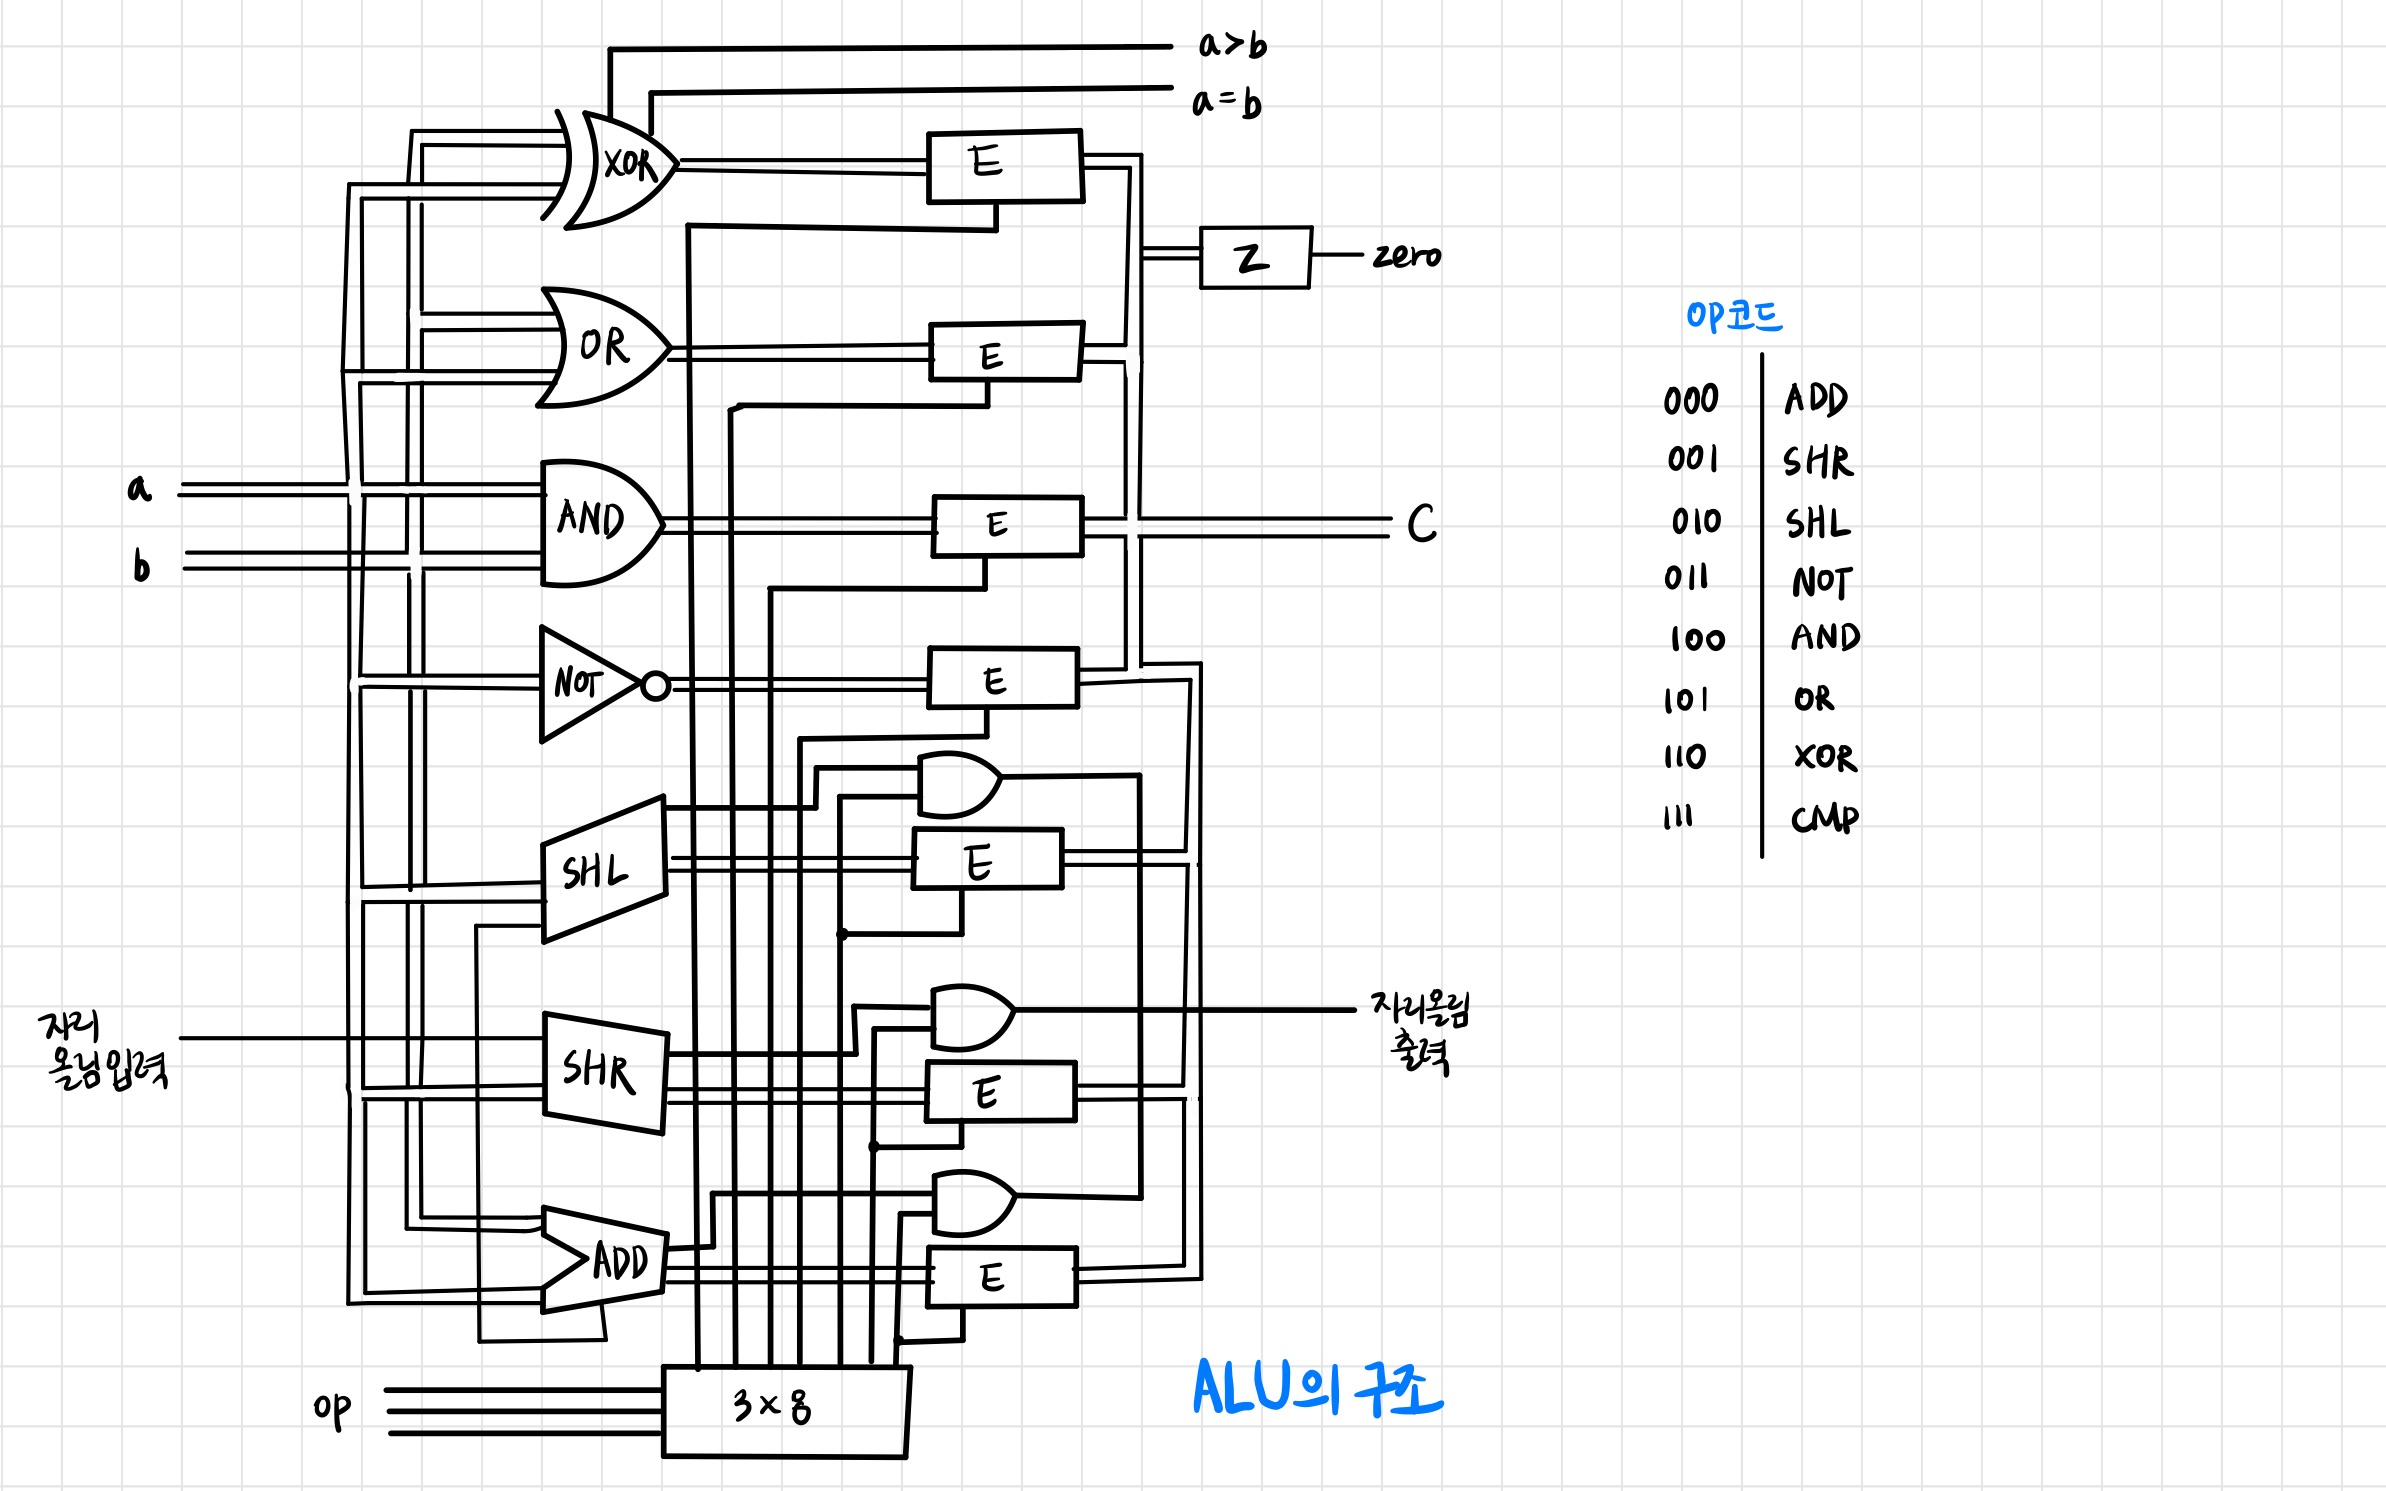 a>b
a=b
XOR
E
Z
zero
OR
E
a
AND
E
C
b
NOT
E
SHL
E
자리
올림입력
SHR
E
자리올림
출력
ADD
E
op
3×8
ALU의 구조
op코드
000 ADD
001 SHR
010 SHL
011 NOT
100 AND
101 OR
110 XOR
111 CMP